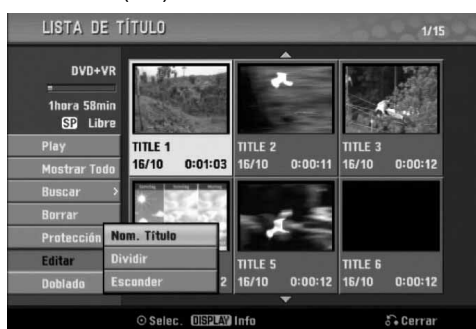 LISTA DE TÍTULO 1/15
DVD+VR
1hora 58min
SP Libre
Play
Mostrar Todo
Buscar >
Borrar
Protección
Editar
Doblado
Nom. Título
Dividir
Esconder
TITLE 1
16/10 0:01:03
TITLE 2
16/10 0:00:11
TITLE 3
16/10 0:00:12
2
TITLE 5
16/10 0:00:12
TITLE 6
16/10 0:00:12
Selec. DISPLAY Info Cerrar